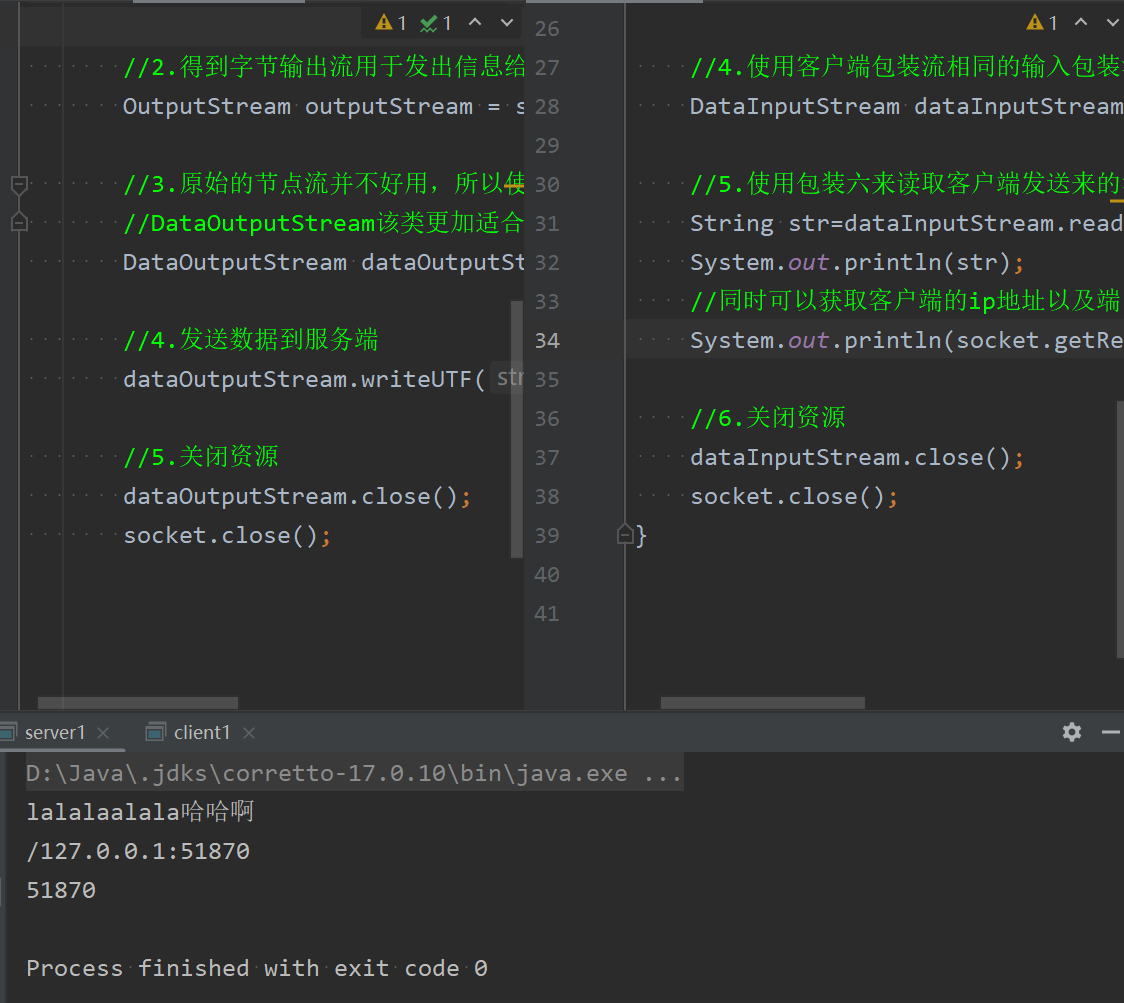 1 1
//2.得到字节输出流用于发出信息给
OutputStream outputStream = s
//3.原始的节点流并不好用，所以使
//DataOutputStream该类更加适合
DataOutputStream dataOutputSt
//4.发送数据到服务端
dataOutputStream.writeUTF( str
//5.关闭资源
dataOutputStream.close();
socket.close();
1
26
27 //4.使用客户端包装流相同的输入包装
28 DataInputStream dataInputStream
29
30 //5.使用包装六来读取客户端发送来的
31 String str=dataInputStream.read
32 System.out.println(str);
33 //同时可以获取客户端的ip地址以及端
34 System.out.println(socket.getRe
35
36 //6.关闭资源
37 dataInputStream.close();
38 socket.close();
39 }
40
41
server1 client1
D:\Java\.jdks\corretto-17.0.10\bin\java.exe ...
lalalaalala哈哈啊
/127.0.0.1:51870
51870
Process finished with exit code 0